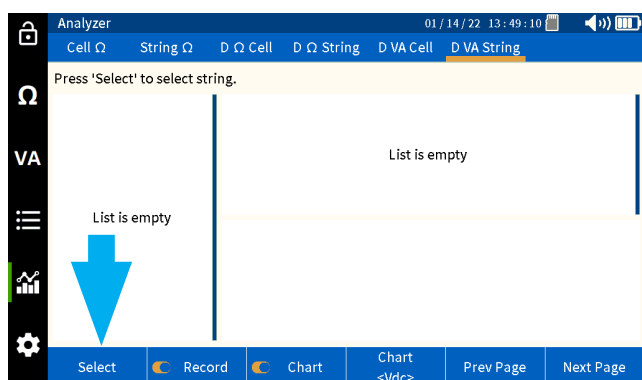 Analyzer 01/14/22 13:49:10
Cell Ω String Ω D Ω Cell D Ω String D VA Cell D VA String
Press 'Select' to select string.
Ω
List is empty
VA
List is empty
Select Record Chart Chart <Vdc> Prev Page Next Page